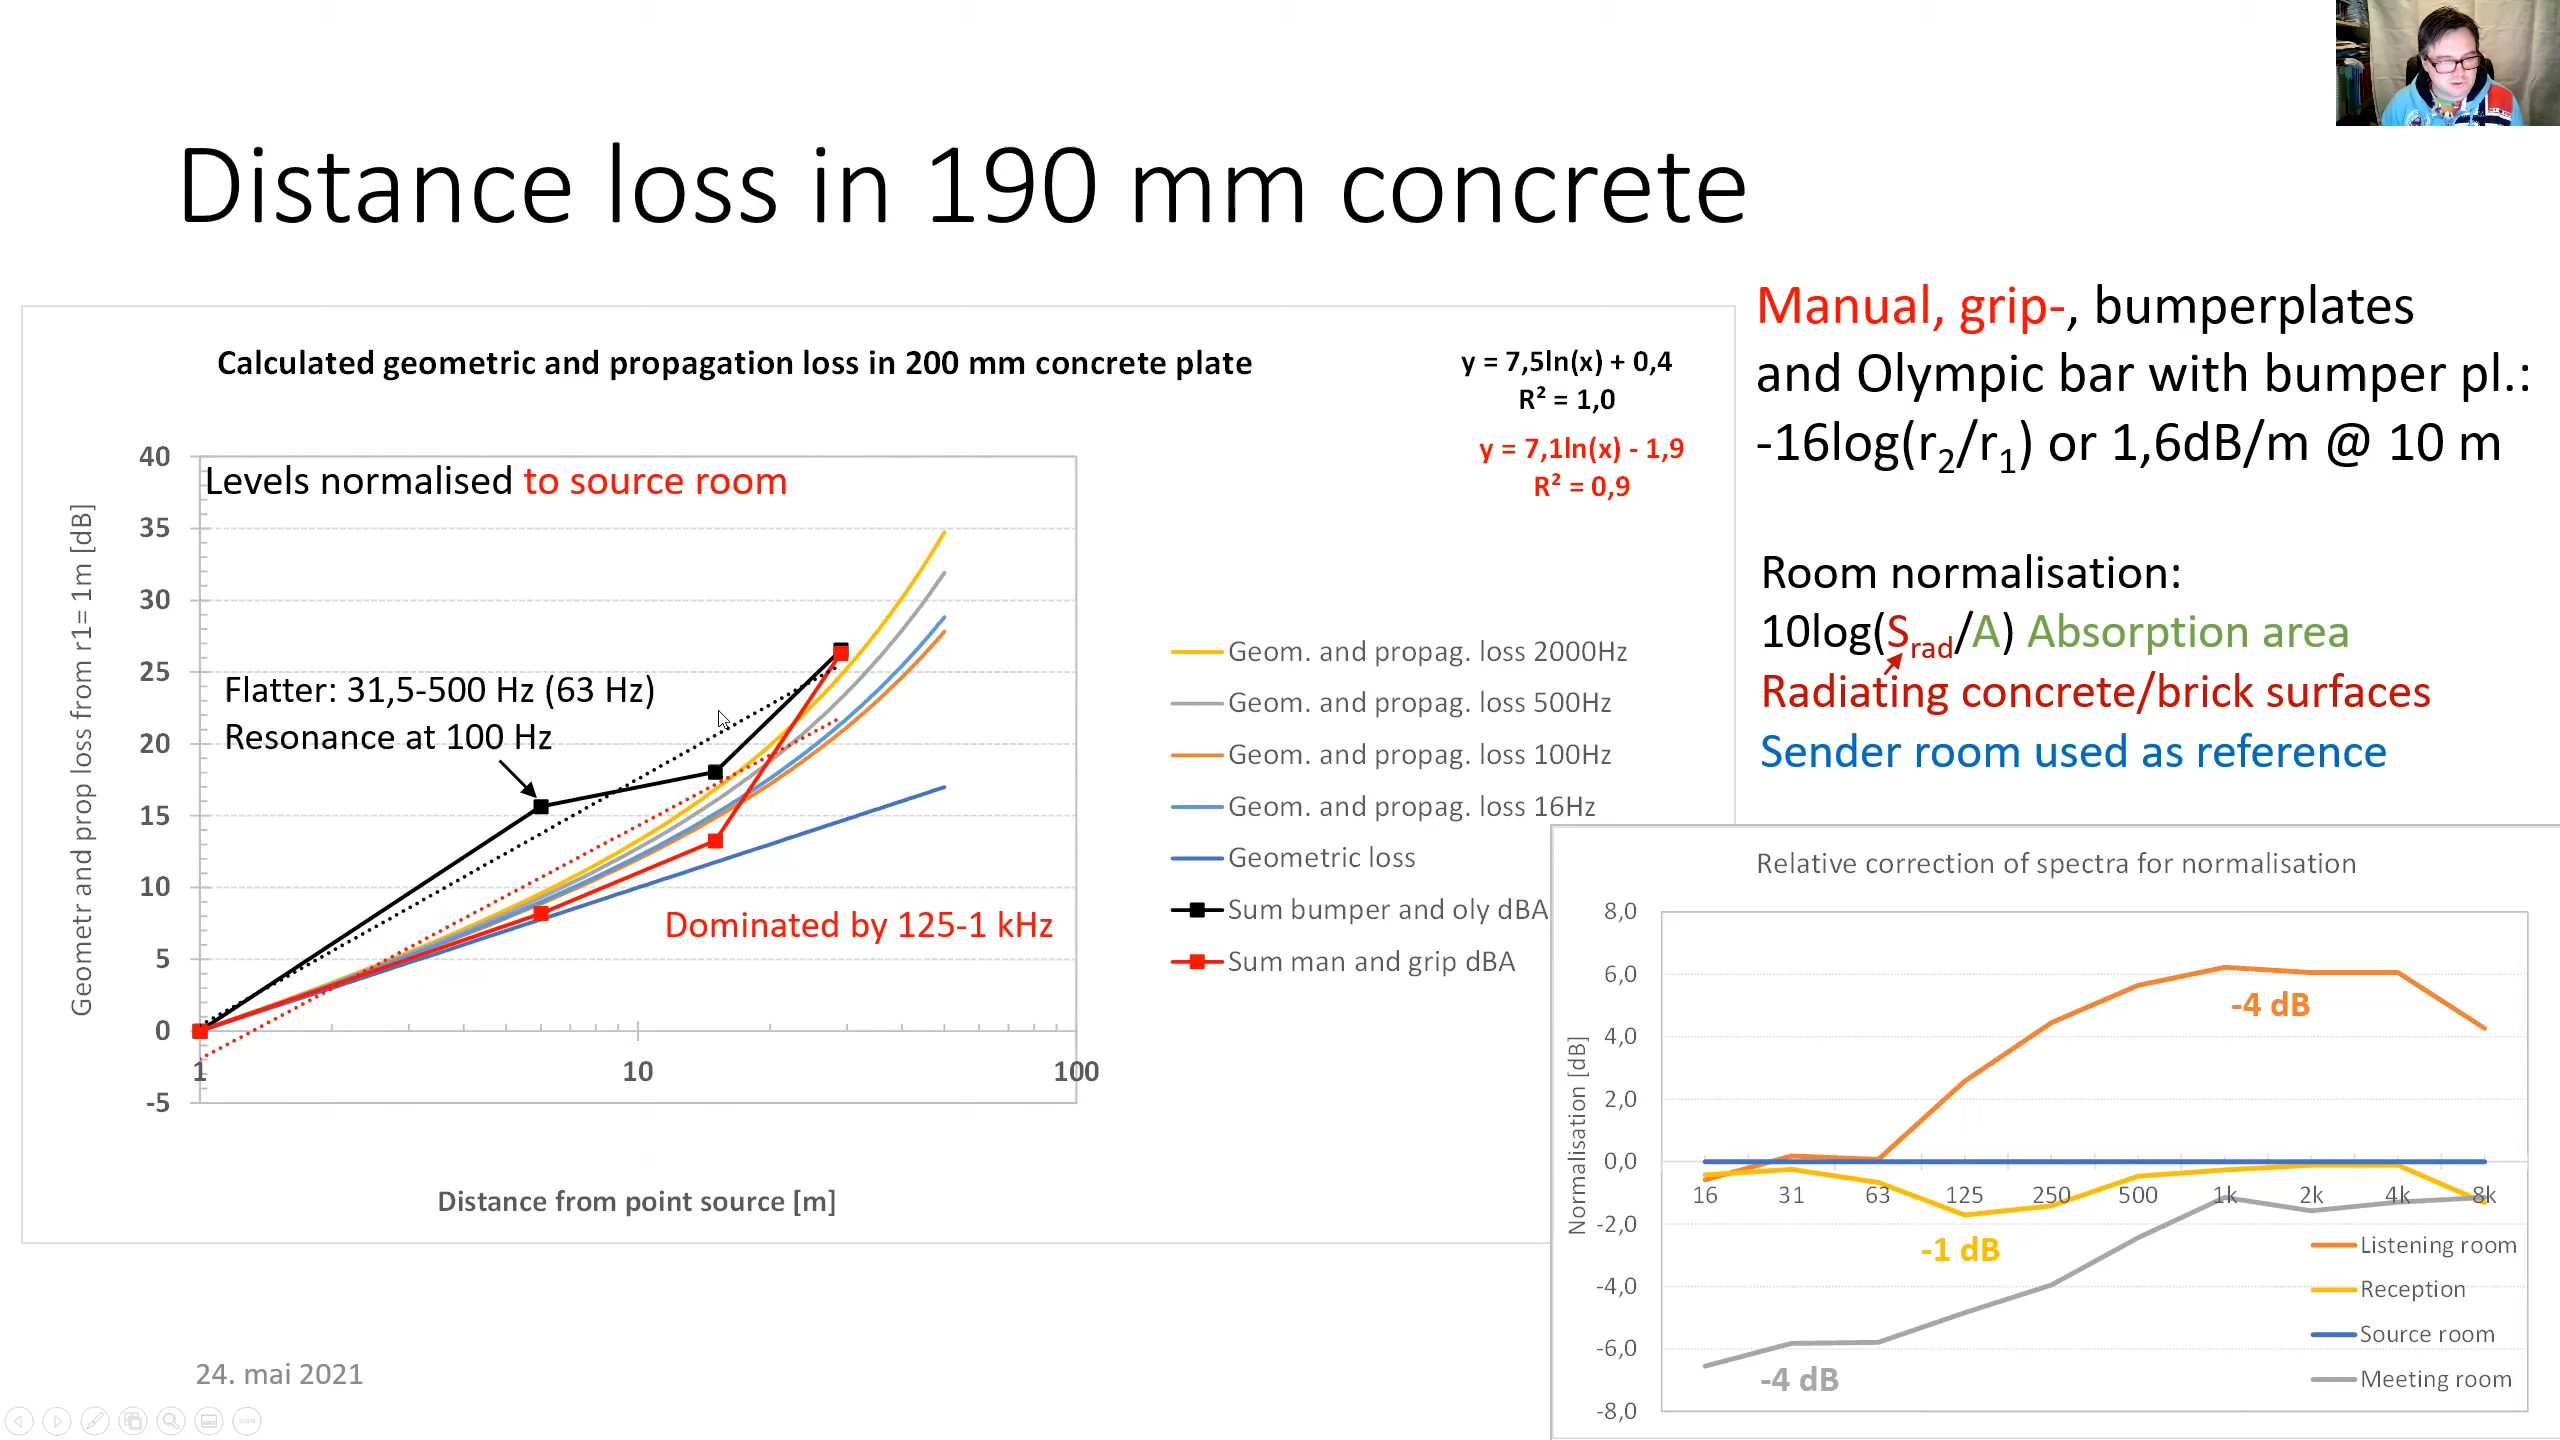 Distance loss in 190 mm concrete
Calculated geometric and propagation loss in 200 mm concrete plate
y = 7,5ln(x) + 0,4
R² = 1,0
y = 7,1ln(x) - 1,9
R² = 0,9
Geometr and prop loss from r1= 1m [dB]
40
35
30
25
20
15
10
5
0
-5
Levels normalised to source room
Flatter: 31,5-500 Hz (63 Hz)
Resonance at 100 Hz
Dominated by 125-1 kHz
1
10
100
Distance from point source [m]
Geom. and propag. loss 2000Hz
Geom. and propag. loss 500Hz
Geom. and propag. loss 100Hz
Geom. and propag. loss 16Hz
Geometric loss
Sum bumper and oly dBA
Sum man and grip dBA
Manual, grip-, bumperplates
and Olympic bar with bumper pl.:
-16log(r₂/r₁) or 1,6dB/m @ 10 m
Room normalisation:
10log(S_rad/A) Absorption area
Radiating concrete/brick surfaces
Sender room used as reference
Relative correction of spectra for normalisation
Normalisation [dB]
8,0
6,0
4,0
2,0
0,0
-2,0
-4,0
-6,0
-8,0
16 31 63 125 250 500 1k 2k 4k 8k
-4 dB
-1 dB
-4 dB
Listening room
Reception
Source room
Meeting room
24. mai 2021